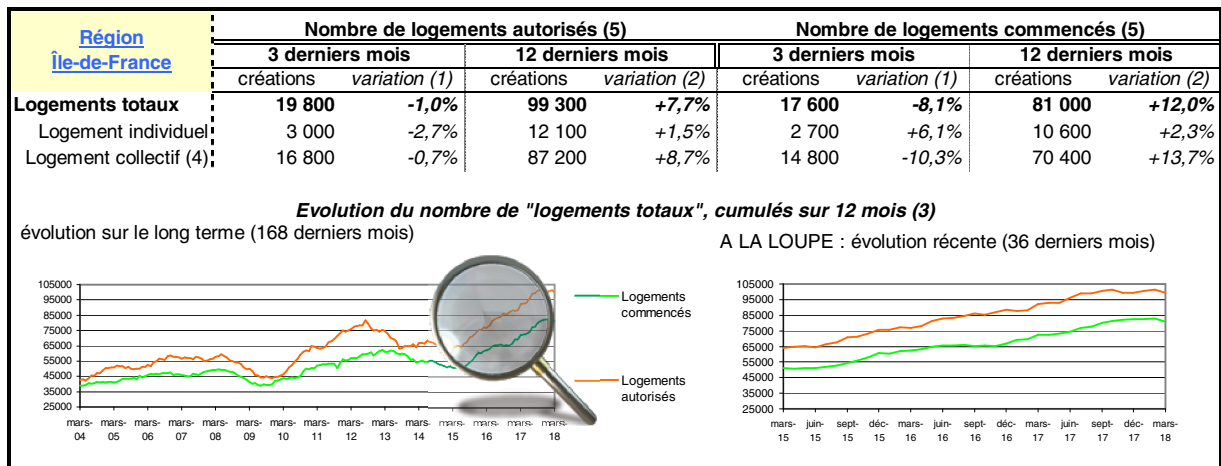 Région
Île-de-France
Nombre de logements autorisés (5) Nombre de logements commencés (5)
3 derniers mois 12 derniers mois 3 derniers mois 12 derniers mois
créations variation (1) créations variation (2) créations variation (1) créations variation (2)
Logements totaux 19 800 -1,0% 99 300 +7,7% 17 600 -8,1% 81 000 +12,0%
Logement individuel 3 000 -2,7% 12 100 +1,5% 2 700 +6,1% 10 600 +2,3%
Logement collectif (4) 16 800 -0,7% 87 200 +8,7% 14 800 -10,3% 70 400 +13,7%
Evolution du nombre de "logements totaux", cumulés sur 12 mois (3)
évolution sur le long terme (168 derniers mois)
105000
95000
85000
75000
65000
55000
45000
35000
25000
mars-04 mars-05 mars-06 mars-07 mars-08 mars-09 mars-10 mars-11 mars-12 mars-13 mars-14 mars-15 mars-16 mars-17 mars-18
Logements
commencés
Logements
autorisés
A LA LOUPE : évolution récente (36 derniers mois)
105000
95000
85000
75000
65000
55000
45000
35000
25000
mars-15 juin-15 sept-15 déc-15 mars-16 juin-16 sept-16 déc-16 mars-17 juin-17 sept-17 déc-17 mars-18